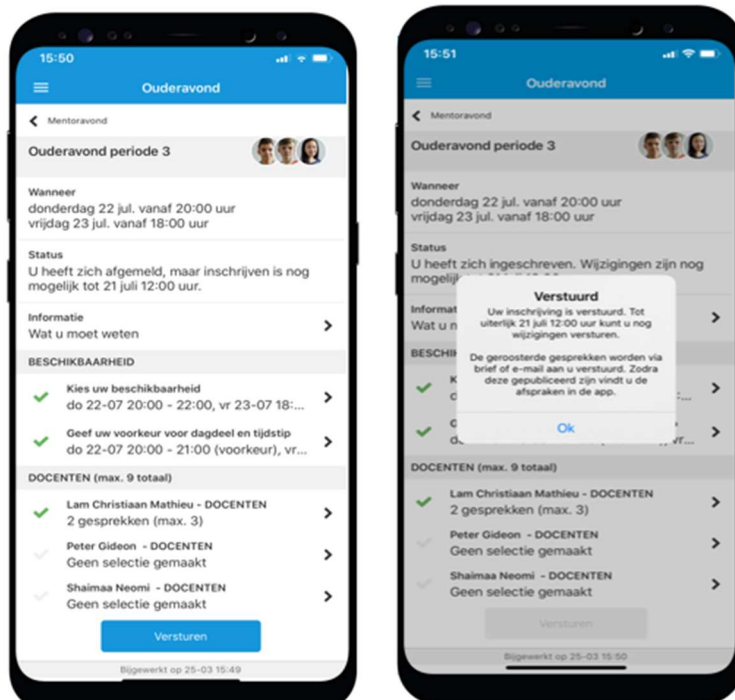 15:50
Ouderavond
Mentoravond
Ouderavond periode 3
Wanneer
donderdag 22 jul. vanaf 20:00 uur
vrijdag 23 jul. vanaf 18:00 uur
Status
U heeft zich afgemeld, maar inschrijven is nog
mogelijk tot 21 juli 12:00 uur.
Informatie
Wat u moet weten
BESCHIKBAARHEID
Kies uw beschikbaarheid
do 22-07 20:00 - 22:00, vr 23-07 18:...
Geef uw voorkeur voor dagdeel en tijdstip
do 22-07 20:00 - 21:00 (voorkeur), vr...
DOCENTEN (max. 9 totaal)
Lam Christiaan Mathieu - DOCENTEN
2 gesprekken (max. 3)
Peter Gideon - DOCENTEN
Geen selectie gemaakt
Shaimaa Neomi - DOCENTEN
Geen selectie gemaakt
Versturen
Bijgewerkt op 25-03 15:49
15:51
Ouderavond
Mentoravond
Ouderavond periode 3
Wanneer
donderdag 22 jul. vanaf 20:00 uur
vrijdag 23 jul. vanaf 18:00 uur
Status
U heeft zich ingeschreven. Wijzigingen zijn nog
Wat u
Verstuurd
Uw inschrijving is verstuurd. Tot
uiterlijk 21 juli 12:00 uur kunt u nog
wijzigingen versturen.
De geroosterde gesprekken worden via
brief of e-mail aan u verstuurd. Zodra
deze gepubliceerd zijn vindt u de
afspraken in de app.
Ok
DOCENTEN (max. 9 totaal)
Lam Christiaan Mathieu - DOCENTEN
2 gesprekken (max. 3)
Peter Gideon - DOCENTEN
Geen selectie gemaakt
Shaimaa Neomi - DOCENTEN
Geen selectie gemaakt
Versturen
Bijgewerkt op 25-03 15:50